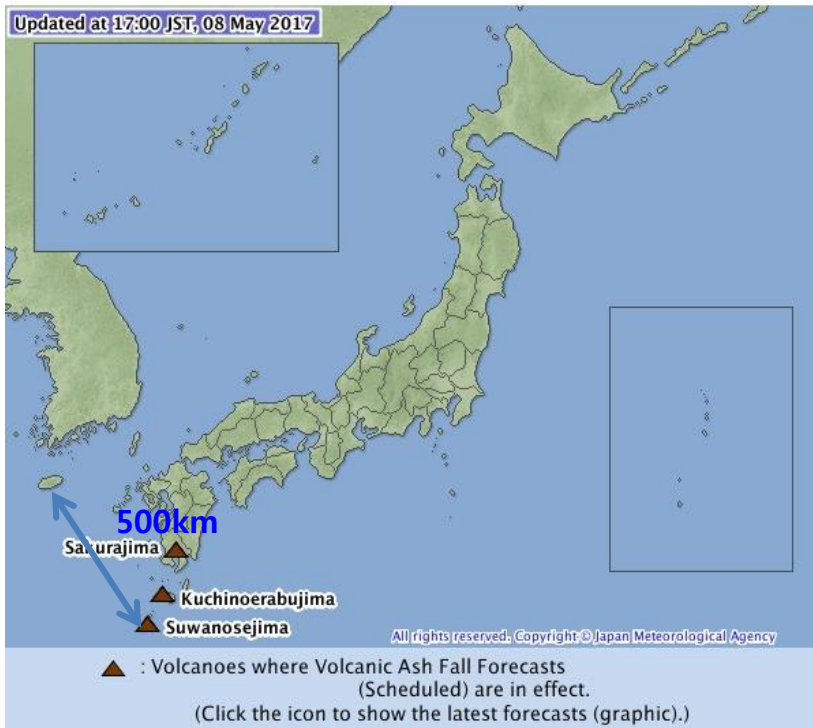 Updated at 17:00 JST, 08 May 2017
500km
Sakurajima
Kuchinoerabujima
Suwanosejima
All rights reserved. Copyright © Japan Meteorological Agency
: Volcanoes where Volcanic Ash Fall Forecasts
(Scheduled) are in effect.
(Click the icon to show the latest forecasts (graphic).)